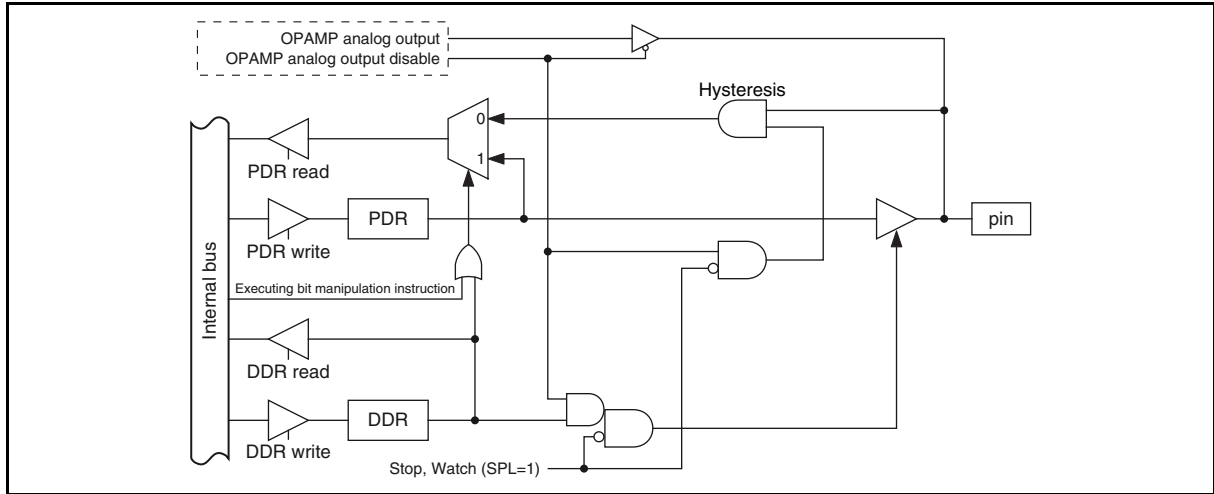 OPAMP analog output
OPAMP analog output disable
Hysteresis
0
1
PDR read
PDR
pin
PDR write
Internal bus
Executing bit manipulation instruction
DDR read
DDR
DDR write
Stop, Watch (SPL=1)